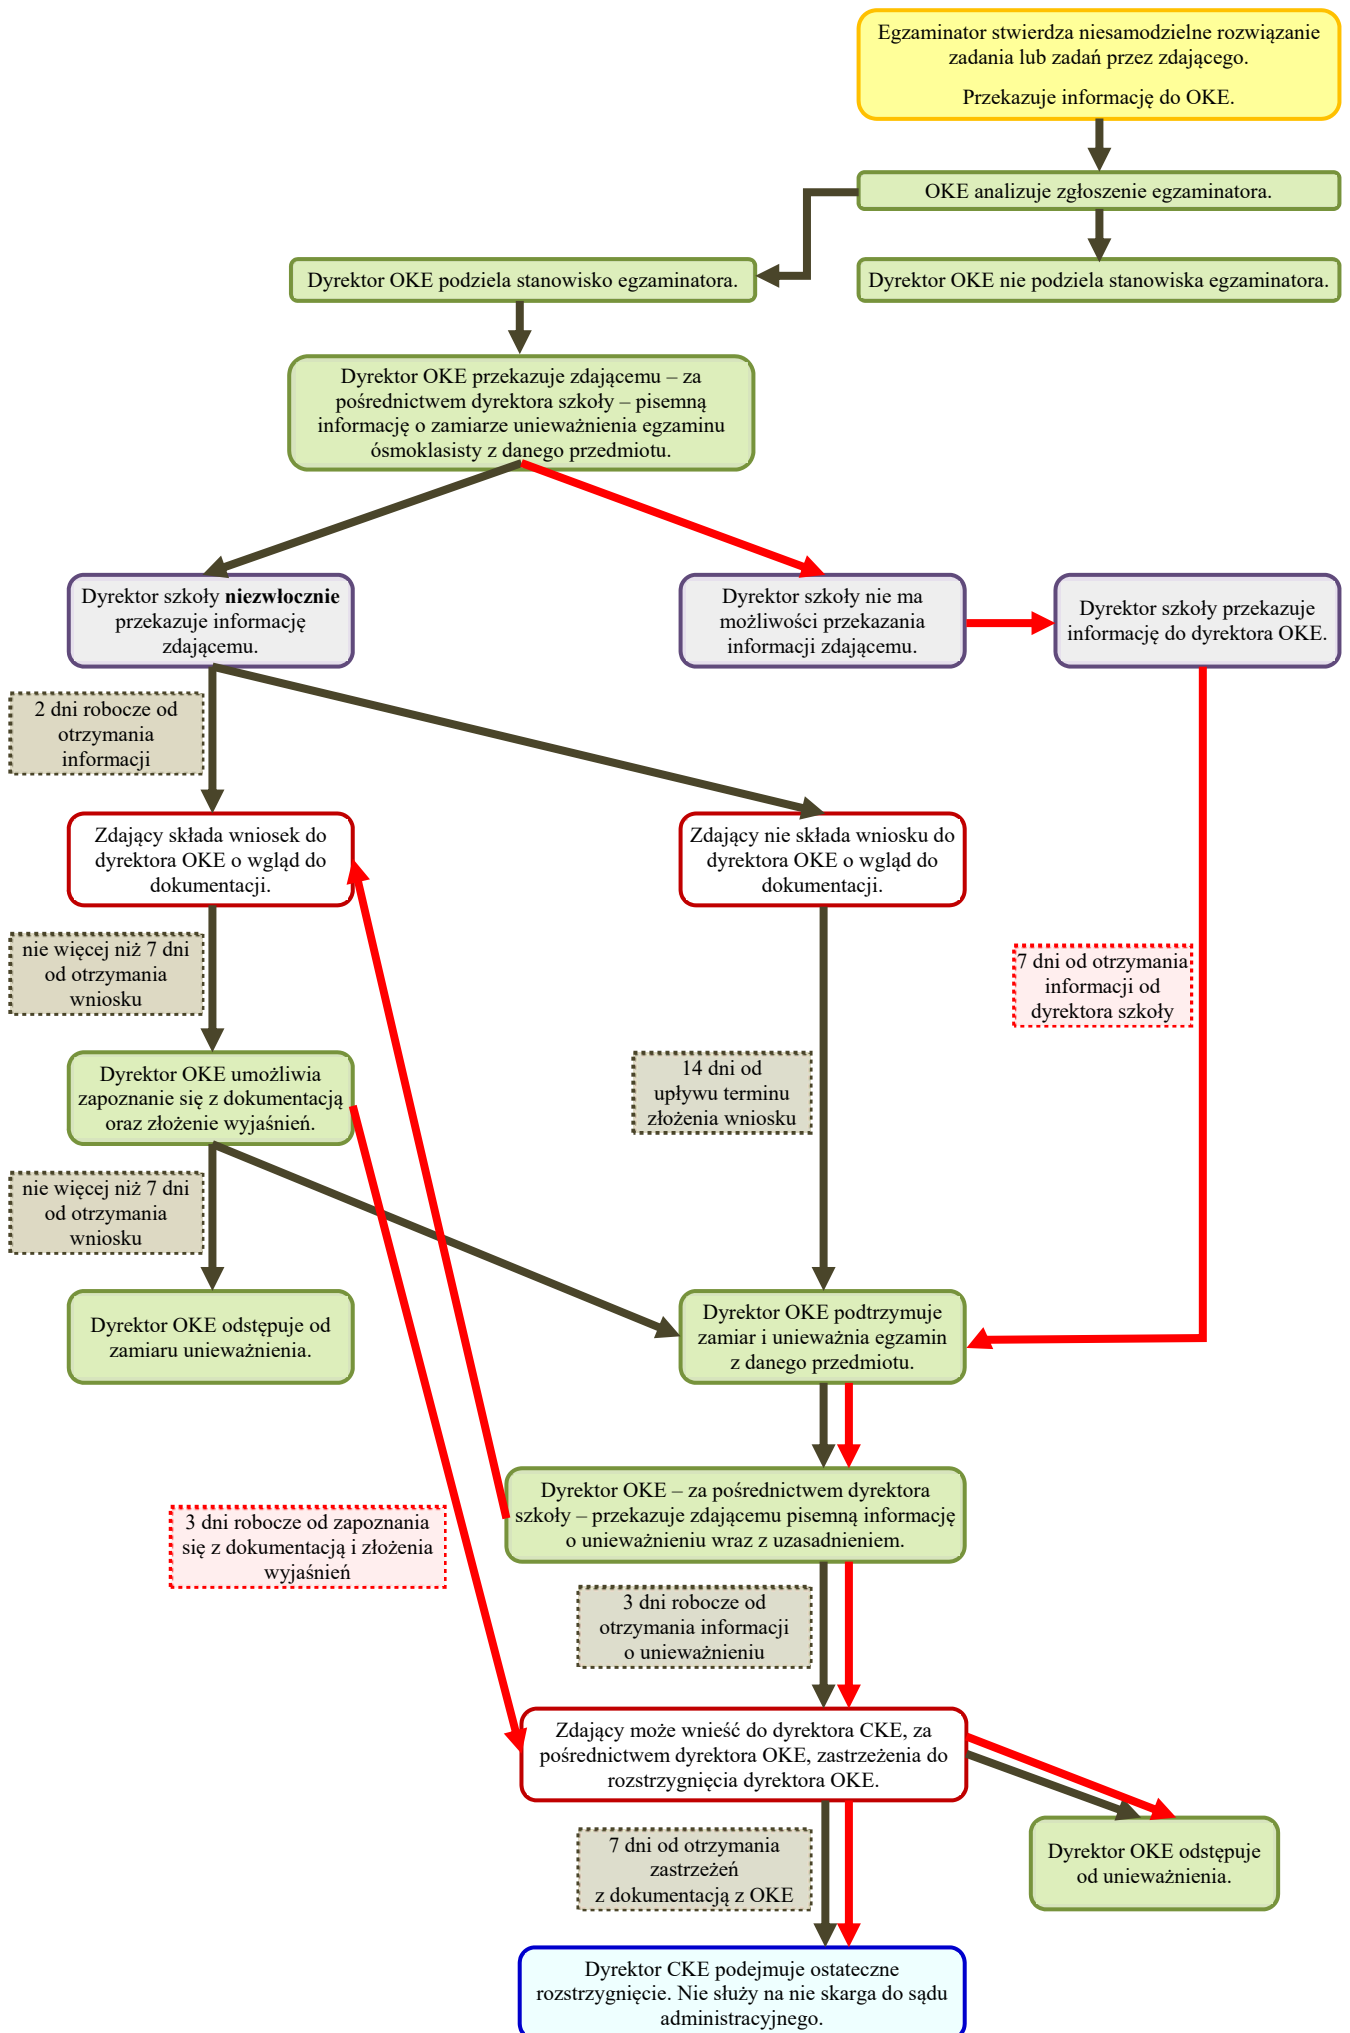 Egzaminator stwierdza niesamodzielne rozwiązanie
zadania lub zadań przez zdającego.
Przekazuje informację do OKE.
OKE analizuje zgłoszenie egzaminatora.
Dyrektor OKE podziela stanowisko egzaminatora.
Dyrektor OKE nie podziela stanowiska egzaminatora.
Dyrektor OKE przekazuje zdającemu – za
pośrednictwem dyrektora szkoły – pisemną
informację o zamiarze unieważnienia egzaminu
ósmoklasisty z danego przedmiotu.
Dyrektor szkoły niezwłocznie
przekazuje informację
zdającemu.
Dyrektor szkoły nie ma
możliwości przekazania
informacji zdającemu.
Dyrektor szkoły przekazuje
informację do dyrektora OKE.
2 dni robocze od
otrzymania
informacji
Zdający składa wniosek do
dyrektora OKE o wgląd do
dokumentacji.
Zdający nie składa wniosku do
dyrektora OKE o wgląd do
dokumentacji.
nie więcej niż 7 dni
od otrzymania
wniosku
7 dni od otrzymania
informacji od
dyrektora szkoły
Dyrektor OKE umożliwia
zapoznanie się z dokumentacją
oraz złożenie wyjaśnień.
14 dni od
upływu terminu
złożenia wniosku
nie więcej niż 7 dni
od otrzymania
wniosku
Dyrektor OKE odstępuje od
zamiaru unieważnienia.
Dyrektor OKE podtrzymuje
zamiar i unieważnia egzamin
z danego przedmiotu.
Dyrektor OKE – za pośrednictwem dyrektora
szkoły – przekazuje zdającemu pisemną informację
o unieważnieniu wraz z uzasadnieniem.
3 dni robocze od zapoznania
się z dokumentacją i złożenia
wyjaśnień
3 dni robocze od
otrzymania informacji
o unieważnieniu
Zdający może wnieść do dyrektora CKE, za
pośrednictwem dyrektora OKE, zastrzeżenia do
rozstrzygnięcia dyrektora OKE.
7 dni od otrzymania
zastrzeżeń
z dokumentacją z OKE
Dyrektor OKE odstępuje
od unieważnienia.
Dyrektor CKE podejmuje ostateczne
rozstrzygnięcie. Nie służy na nie skarga do sądu
administracyjnego.